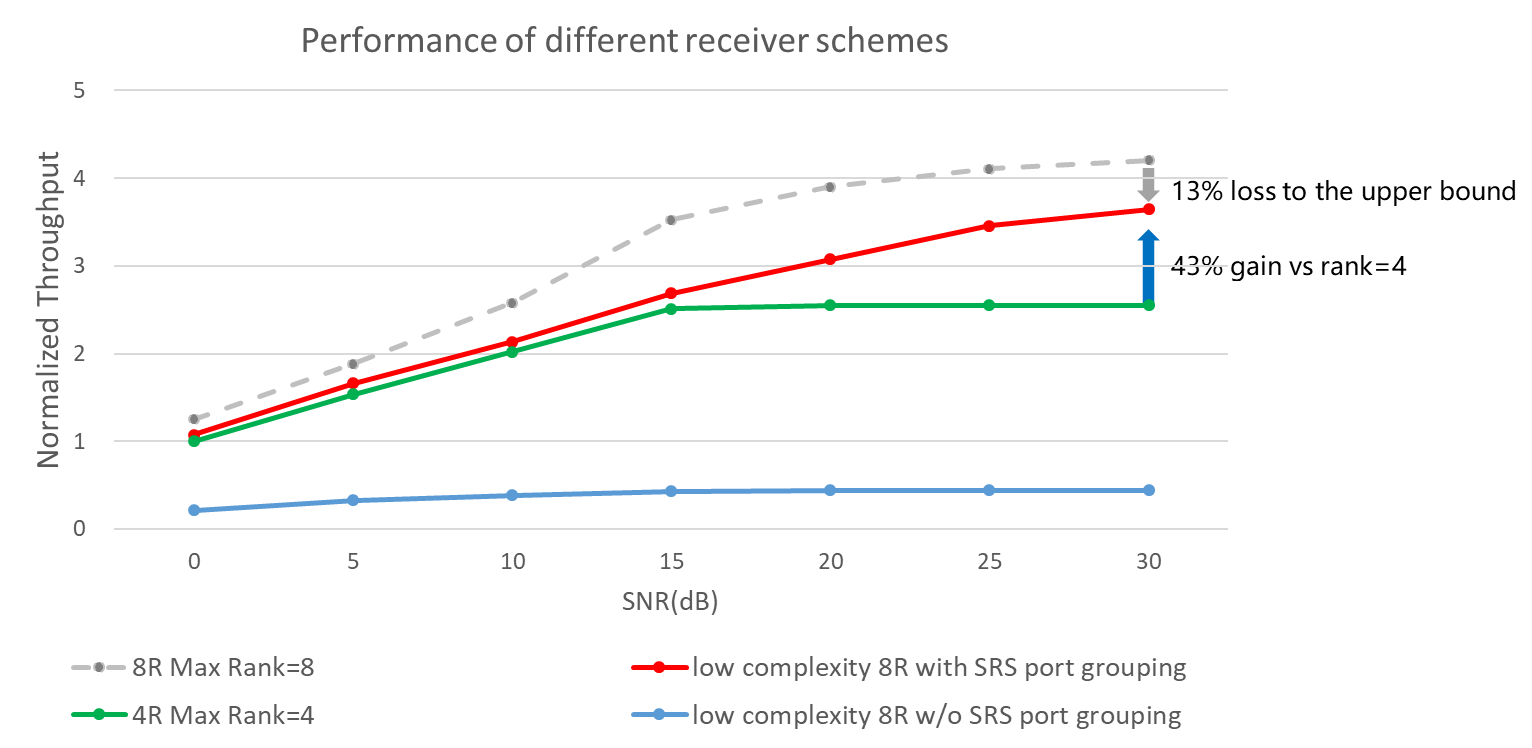 Performance of different receiver schemes
Normalized Throughput
5
4
3
2
1
0
13% loss to the upper bound
43% gain vs rank=4
0 5 10 15 20 25 30
SNR(dB)
8R Max Rank=8
low complexity 8R with SRS port grouping
4R Max Rank=4
low complexity 8R w/o SRS port grouping